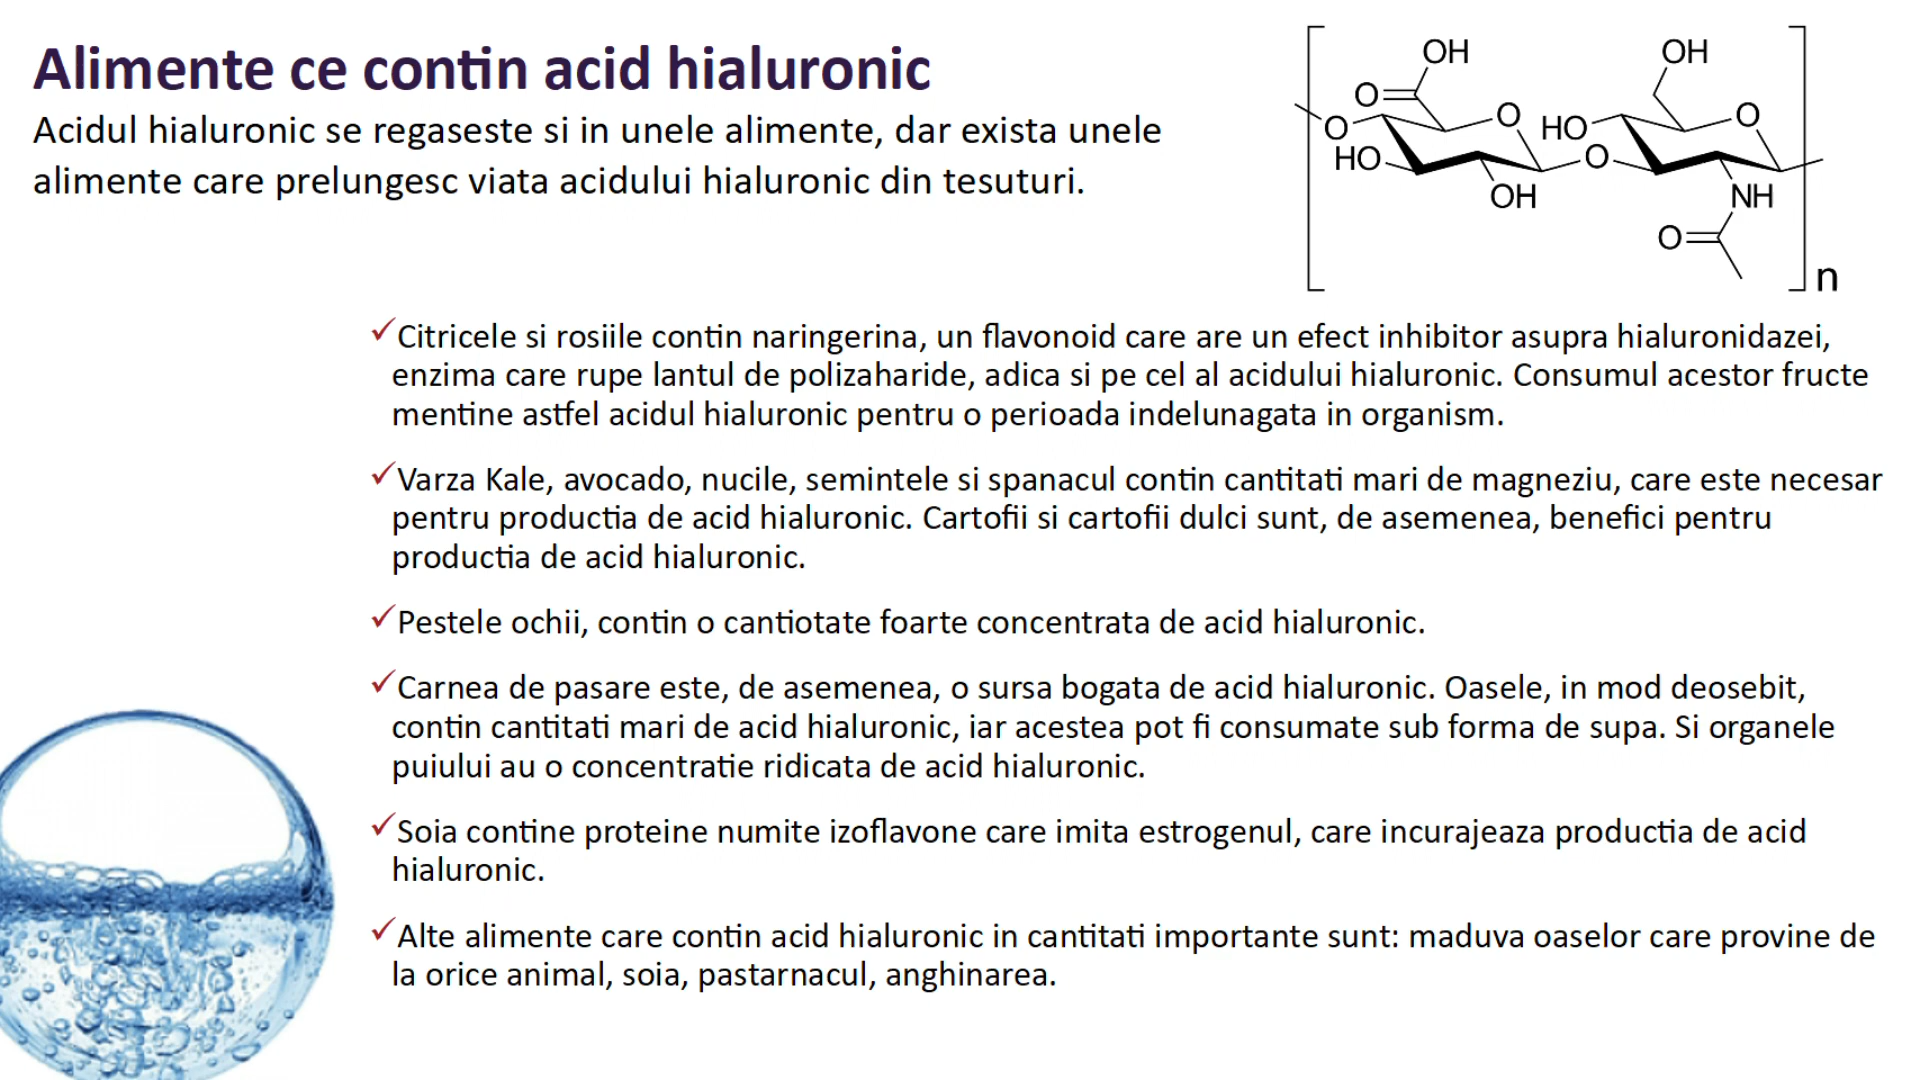 Alimente ce contin acid hialuronic
Acidul hialuronic se regaseste si in unele alimente, dar exista unele
alimente care prelungesc viata acidului hialuronic din tesuturi.
OH
OH
O
O
O
O
HO
HO
O
OH
NH
O
n
✓Citricele si rosiile contin naringerina, un flavonoid care are un efect inhibitor asupra hialuronidazei,
enzima care rupe lantul de polizaharide, adica si pe cel al acidului hialuronic. Consumul acestor fructe
mentine astfel acidul hialuronic pentru o perioada indelunagata in organism.
✓Varza Kale, avocado, nucile, semintele si spanacul contin cantitati mari de magneziu, care este necesar
pentru productia de acid hialuronic. Cartofii si cartofii dulci sunt, de asemenea, benefici pentru
productia de acid hialuronic.
✓Pestele ochii, contin o cantiotate foarte concentrata de acid hialuronic.
✓Carnea de pasare este, de asemenea, o sursa bogata de acid hialuronic. Oasele, in mod deosebit,
contin cantitati mari de acid hialuronic, iar acestea pot fi consumate sub forma de supa. Si organele
puiului au o concentratie ridicata de acid hialuronic.
✓Soia contine proteine numite izoflavone care imita estrogenul, care incurajeaza productia de acid
hialuronic.
✓Alte alimente care contin acid hialuronic in cantitati importante sunt: maduva oaselor care provine de
la orice animal, soia, pastarnacul, anghinarea.